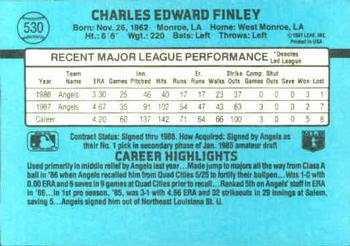 530
CHARLES EDWARD FINLEY
©1987 LEAF, INC.
Printed in USA
Born: Nov. 26, 1962 Monroe, LA Home: West Monroe, LA
Ht.: 6' 6" Wgt.: 220 Bats: Left Throws: Left
RECENT MAJOR LEAGUE PERFORMANCE *Denotes Led League
Year Team Name ERA Games Inn Pitched Hits Runs Er. Runs Walks Strike Outs Comp. Games Shut Outs Saves Won Lost
1986 Angels 3.30 25 46 40 17 23 37 0 0 0 3 1
1987 Angels 4.67 35 91 102 54 43 63 0 0 0 2 7
Career 4.20 60 137 142 66 100 0 0 0 5 8
Contract Status: Signed thru 1988. How Acquired: Signed by Angels as
their No. 1 pick in secondary phase of Jan. 1985 amateur draft
CAREER HIGHLIGHTS
Used primarily in middle relief by Angels last year...Made jump to majors all the way from Class A
ball in '86 when Angels recalled him from Quad Cities 5/25 to fortify their bullpen...Was 1-0 with
0.00 ERA and 6 saves in 9 games at Quad Cities prior to recall...Ranked 5th on Angels' staff in ERA
in '86...In 1st pro season, '85, was 3-1 with 4.66 ERA and 32 strikeouts in 29 innings at Salem,
saving 5...Angels signed him out of Northeast Louisiana St. U.